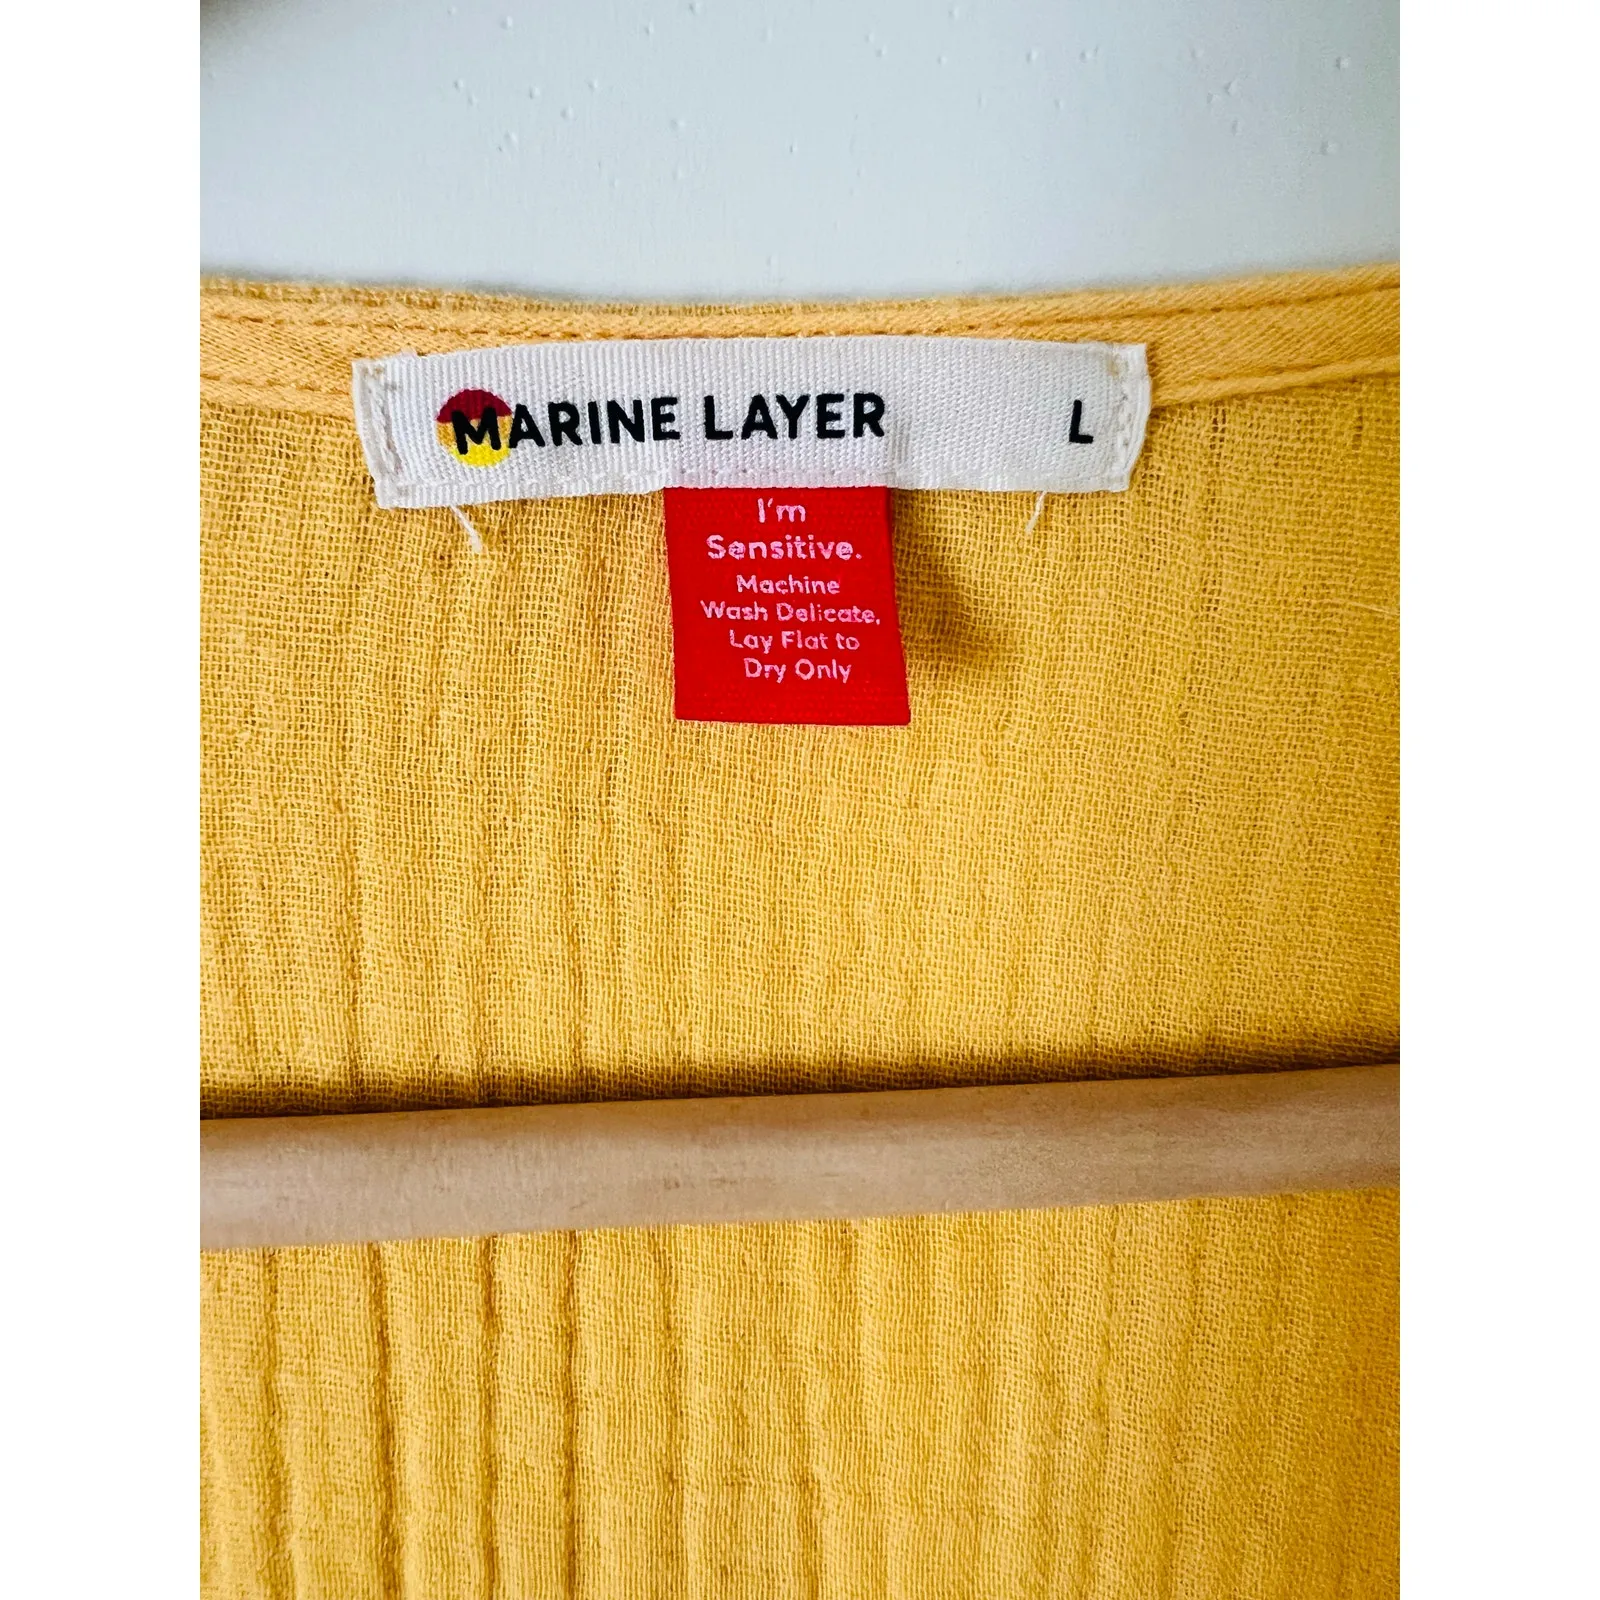 MARINE LAYER L
I'm
Sensitive.
Machine
Wash Delicate,
Lay Flat to
Dry Only